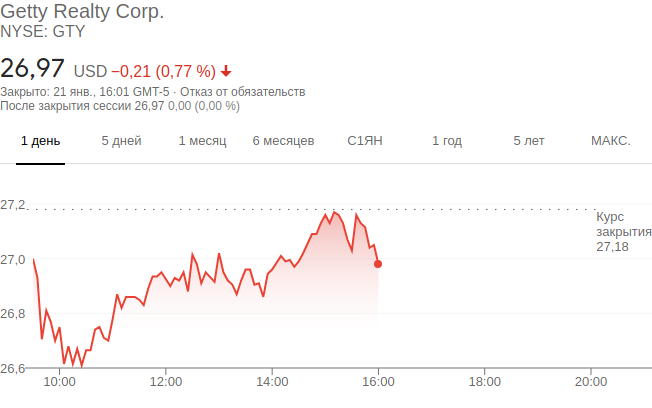 Getty Realty Corp.
NYSE: GTY
26,97 USD −0,21 (0,77 %)
Закрыто: 21 янв., 16:01 GMT-5 · Отказ от обязательств
После закрытия сессии 26,97 0,00 (0,00 %)
1 день 5 дней 1 месяц 6 месяцев С1ЯН 1 год 5 лет МАКС.
27,2
Курс
закрытия
27,18
27,0
26,8
26,6
10:00 12:00 14:00 16:00 18:00 20:00